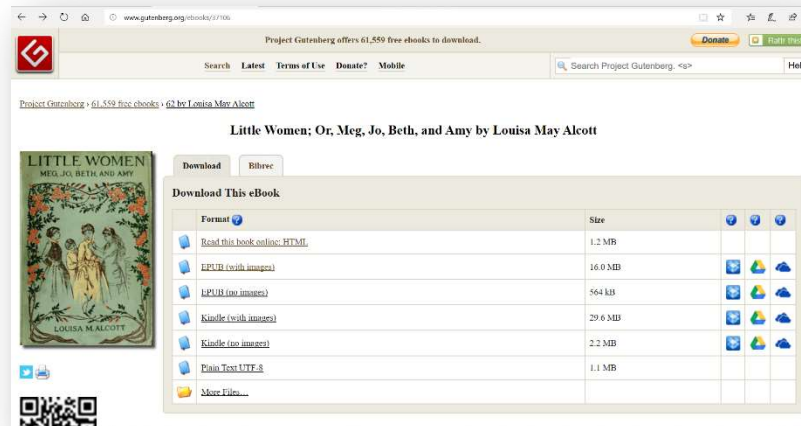 www.gutenberg.org/ebooks/37106
Project Gutenberg offers 61,559 free ebooks to download.
Donate
Flattr this
Search Latest Terms of Use Donate? Mobile
Search Project Gutenberg. <s>
Hel
Project Gutenberg › 61,559 free ebooks › 62 by Louisa May Alcott
Little Women; Or, Meg, Jo, Beth, and Amy by Louisa May Alcott
LITTLE WOMEN
MEG, JO, BETH, AND AMY
LOUISA M. ALCOTT
Download Bibrec
Download This eBook
Format ? Size ? ? ?
Read this book online: HTML 1.2 MB
EPUB (with images) 16.0 MB
EPUB (no images) 564 kB
Kindle (with images) 29.6 MB
Kindle (no images) 2.2 MB
Plain Text UTF-8 1.1 MB
More Files…